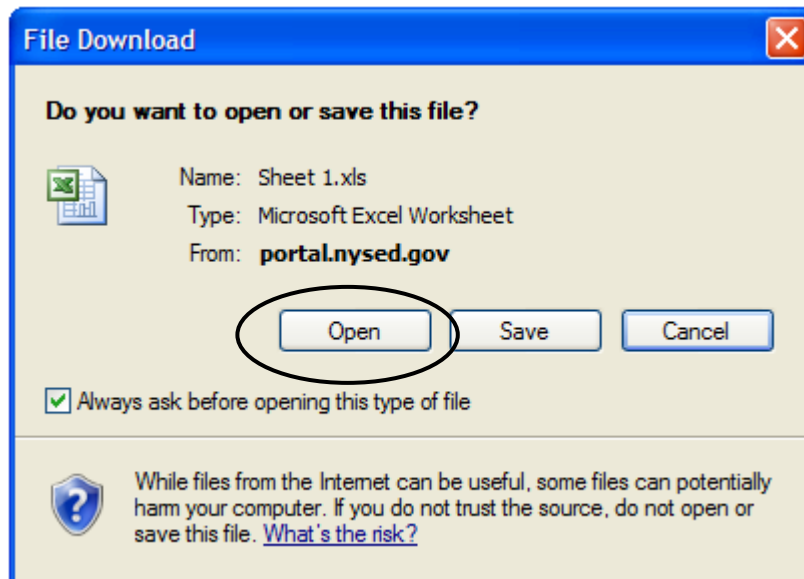 File Download
Do you want to open or save this file?
Name: Sheet 1.xls
Type: Microsoft Excel Worksheet
From: portal.nysed.gov
Open Save Cancel
Always ask before opening this type of file
While files from the Internet can be useful, some files can potentially
harm your computer. If you do not trust the source, do not open or
save this file. What's the risk?